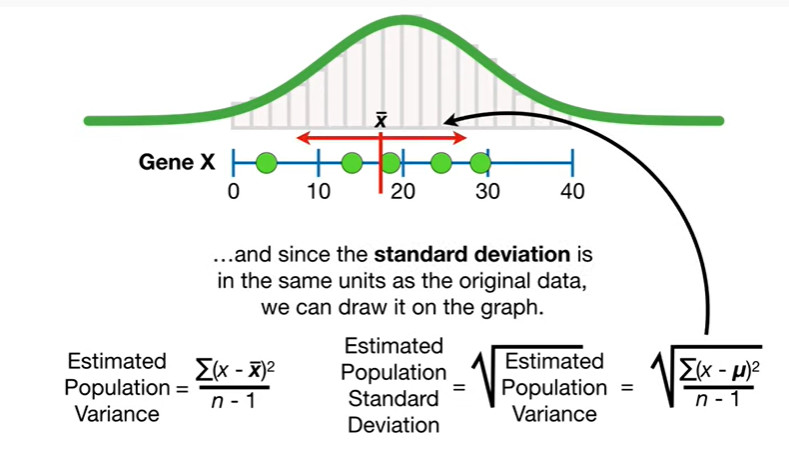 x̄
Gene X
0 10 20 30 40
...and since the standard deviation is
in the same units as the original data,
we can draw it on the graph.
Estimated
Population
Variance
= Σ(x - x̄)²
n - 1
Estimated
Population
Standard
Deviation
= √
Estimated
Population
Variance
= √
Σ(x - μ)²
n - 1